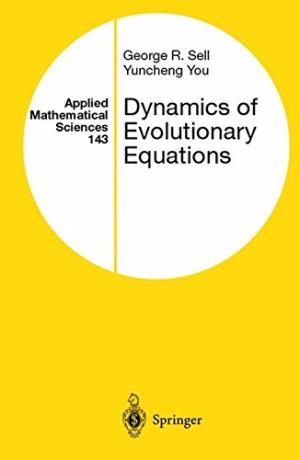 George R. Sell
Yuncheng You
Applied
Mathematical
Sciences
143
Dynamics of
Evolutionary
Equations
Springer